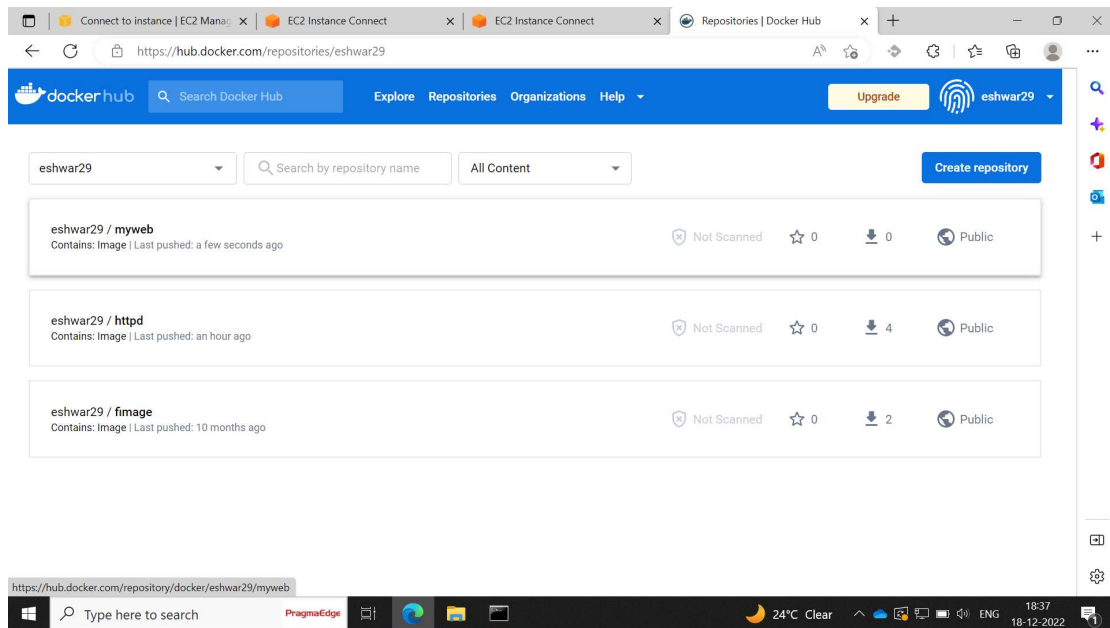 Connect to instance | EC2 Manag
EC2 Instance Connect
EC2 Instance Connect
Repositories | Docker Hub
https://hub.docker.com/repositories/eshwar29
dockerhub
Search Docker Hub
Explore Repositories Organizations Help
Upgrade
eshwar29
eshwar29
Search by repository name
All Content
Create repository
eshwar29 / myweb
Contains: Image | Last pushed: a few seconds ago
Not Scanned 0 0 Public
eshwar29 / httpd
Contains: Image | Last pushed: an hour ago
Not Scanned 0 4 Public
eshwar29 / fimage
Contains: Image | Last pushed: 10 months ago
Not Scanned 0 2 Public
https://hub.docker.com/repository/docker/eshwar29/myweb
Type here to search
PragmaEdge
24°C Clear
ENG
18:37
18-12-2022
1